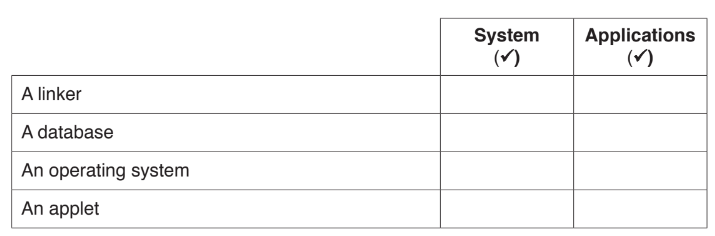 System Applications
(✓) (✓)
A linker
A database
An operating system
An applet